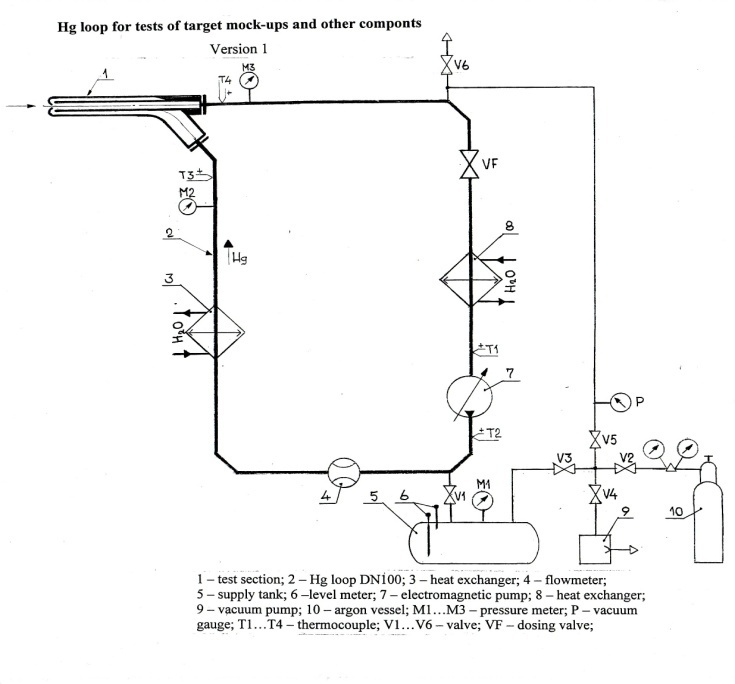 Hg loop for tests of target mock-ups and other componts
Version 1
1
M3
T4
+
V6
VF
T3 +
M2
2
Hg
8
H2O
3
H2O
+T1
7
P
+T2
V5
V3
V2
M1
4
5
6
V1
V4
9
10
1 – test section; 2 – Hg loop DN100; 3 – heat exchanger; 4 – flowmeter;
5 – supply tank; 6 –level meter; 7 – electromagnetic pump; 8 – heat exchanger;
9 – vacuum pump; 10 – argon vessel; M1…M3 – pressure meter; P – vacuum
gauge; T1…T4 – thermocouple; V1…V6 – valve; VF – dosing valve;